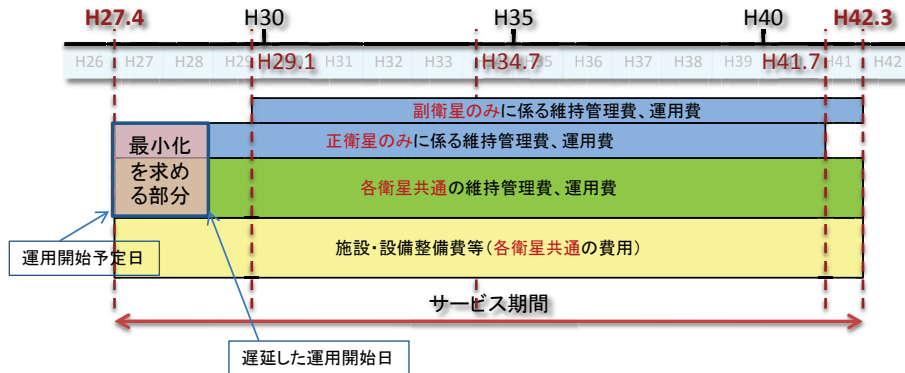 H27.4 H30 H35 H40 H42.3
H26 H27 H28 H29 H29.1 H31 H32 H33 H34.7 H35 H36 H37 H38 H39 H41.7 H41 H42
副衛星のみに係る維持管理費、運用費
正衛星のみに係る維持管理費、運用費
最小化
を求め
る部分
各衛星共通の維持管理費、運用費
運用開始予定日
施設・設備整備費等(各衛星共通の費用)
サービス期間
遅延した運用開始日